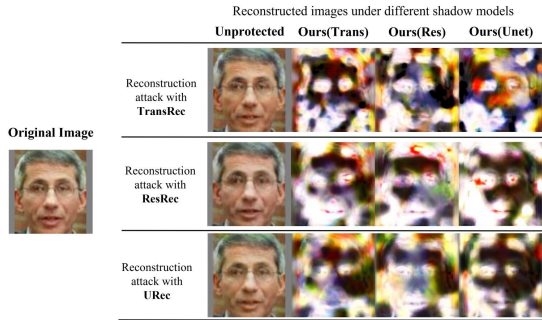 Reconstructed images under different shadow models
Unprotected Ours(Trans) Ours(Res) Ours(Unet)
Reconstruction
attack with
TransRec
Original Image
Reconstruction
attack with
ResRec
Reconstruction
attack with
URec